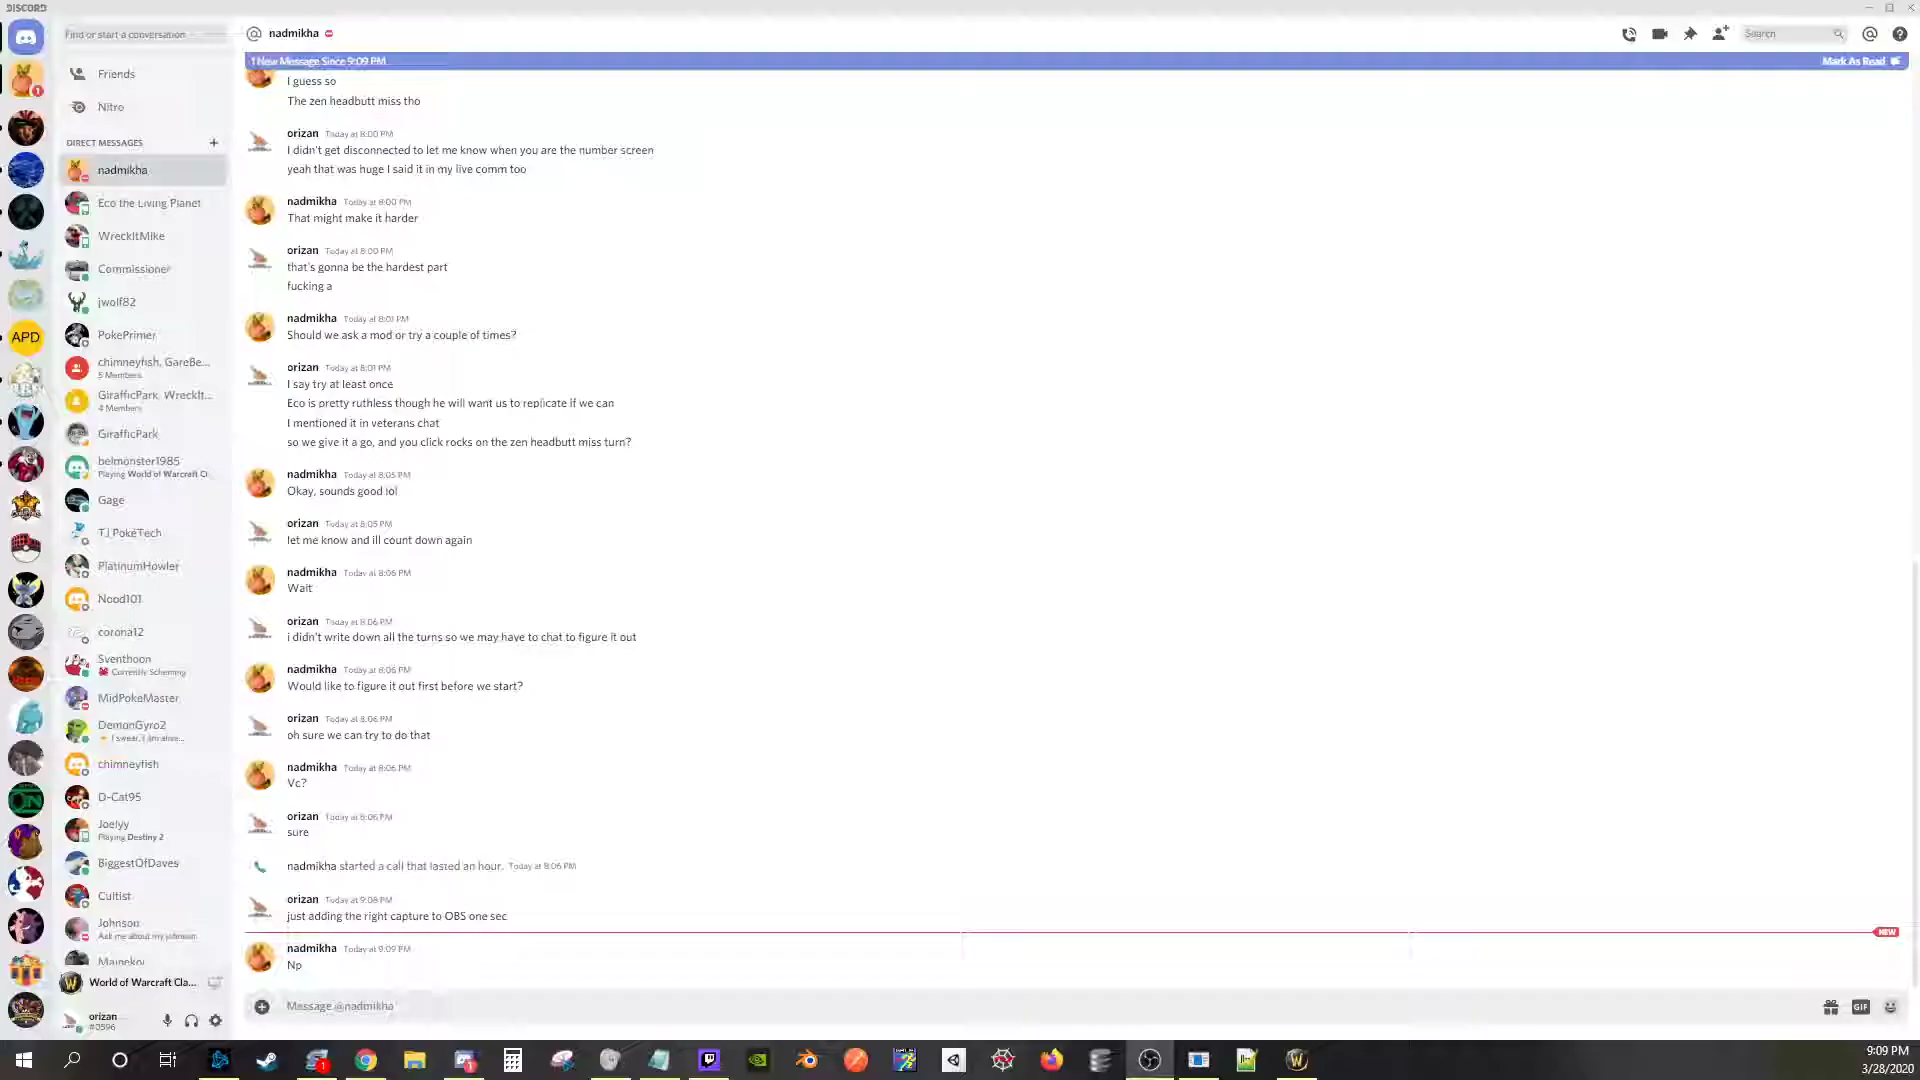 DISCORD
Find or start a conversation
Friends
Nitro
DIRECT MESSAGES
nadmikha
Eco the Living Planet
WreckItMike
Commissioner
jwolf82
PokePrimer
chimneyfish, GareBe...
5 Members
GirafficPark, WreckIt...
4 Members
GirafficPark
belmonster1985
Playing World of Warcraft Cl...
Gage
TJ PokeTech
PlatinumHowler
Nood101
corona12
Sventhoon
Currently Scheming
MidPokeMaster
DemonGyro2
I swear, I am alive...
chimneyfish
D-Cat95
Joelyy
Playing Destiny 2
BiggestOfDaves
Cultist
Johnson
Ask me about my johnson
World of Warcraft Cla...
orizan
#0596
APD
nadmikha
Search
1 New Message Since 9:09 PM
Mark As Read
I guess so
The zen headbutt miss tho
orizan Today at 8:00 PM
I didn't get disconnected to let me know when you are the number screen
yeah that was huge I said it in my live comm too
nadmikha Today at 8:00 PM
That might make it harder
orizan Today at 8:00 PM
that's gonna be the hardest part
fucking a
nadmikha Today at 8:01 PM
Should we ask a mod or try a couple of times?
orizan Today at 8:01 PM
I say try at least once
Eco is pretty ruthless though he will want us to replicate if we can
I mentioned it in veterans chat
so we give it a go, and you click rocks on the zen headbutt miss turn?
nadmikha Today at 8:05 PM
Okay, sounds good lol
orizan Today at 8:05 PM
let me know and ill count down again
nadmikha Today at 8:06 PM
Wait
orizan Today at 8:06 PM
i didn't write down all the turns so we may have to chat to figure it out
nadmikha Today at 8:06 PM
Would like to figure it out first before we start?
orizan Today at 8:06 PM
oh sure we can try to do that
nadmikha Today at 8:06 PM
Vc?
orizan Today at 8:06 PM
sure
nadmikha started a call that lasted an hour. Today at 8:06 PM
orizan Today at 9:08 PM
just adding the right capture to OBS one sec
NEW
nadmikha Today at 9:09 PM
Np
Message @nadmikha
GIF
9:09 PM
3/28/2020